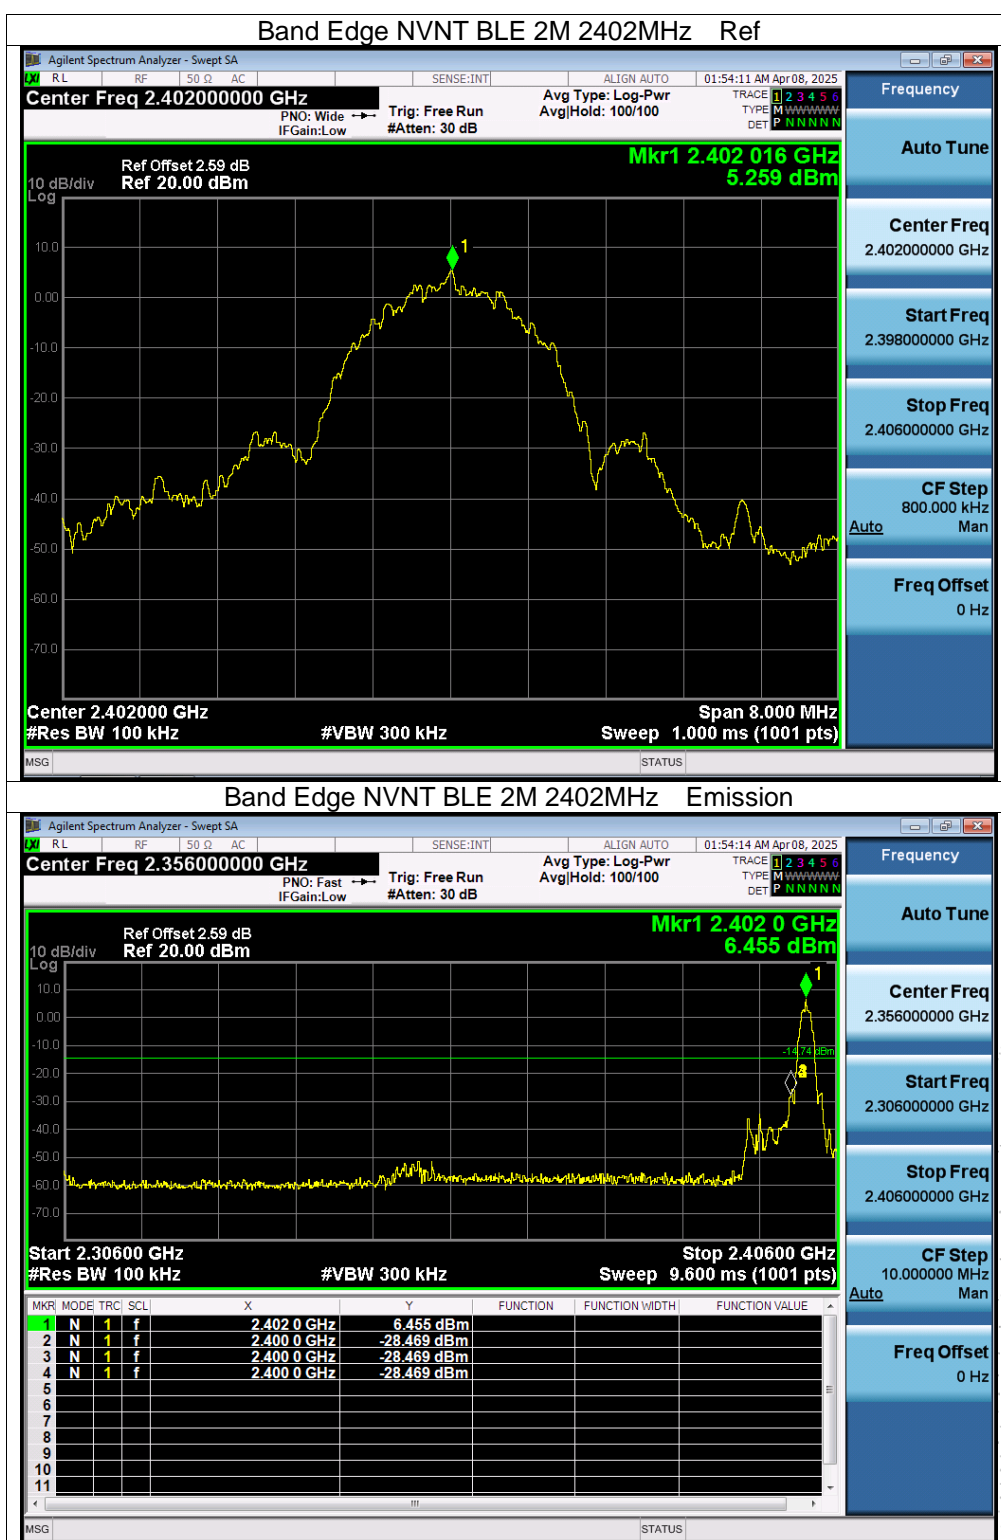 Band Edge NVNT BLE 2M 2402MHz Ref
Agilent Spectrum Analyzer - Swept SA
LXI RL RF 50 Ω AC SENSE:INT ALIGN AUTO 01:54:11 AM Apr 08, 2025
Center Freq 2.402000000 GHz
PNO: Wide
IFGain:Low
Trig: Free Run
#Atten: 30 dB
Avg Type: Log-Pwr
Avg|Hold: 100/100
TRACE 1 2 3 4 5 6
TYPE M WWWWW
DET P N N N N N
Frequency
Auto Tune
Center Freq
2.402000000 GHz
Start Freq
2.398000000 GHz
Stop Freq
2.406000000 GHz
CF Step
800.000 kHz
Auto Man
Freq Offset
0 Hz
Mkr1 2.402 016 GHz
5.259 dBm
Ref Offset 2.59 dB
10 dB/div Ref 20.00 dBm
Log
1
10.0
0.00
-10.0
-20.0
-30.0
-40.0
-50.0
-60.0
-70.0
Center 2.402000 GHz Span 8.000 MHz
#Res BW 100 kHz #VBW 300 kHz Sweep 1.000 ms (1001 pts)
MSG STATUS
Band Edge NVNT BLE 2M 2402MHz Emission
Agilent Spectrum Analyzer - Swept SA
LXI RL RF 50 Ω AC SENSE:INT ALIGN AUTO 01:54:14 AM Apr 08, 2025
Center Freq 2.356000000 GHz
PNO: Fast
IFGain:Low
Trig: Free Run
#Atten: 30 dB
Avg Type: Log-Pwr
Avg|Hold: 100/100
TRACE 1 2 3 4 5 6
TYPE M WWWWW
DET P N N N N N
Frequency
Auto Tune
Center Freq
2.356000000 GHz
Start Freq
2.306000000 GHz
Stop Freq
2.406000000 GHz
CF Step
10.000000 MHz
Auto Man
Freq Offset
0 Hz
Mkr1 2.402 0 GHz
6.455 dBm
Ref Offset 2.59 dB
10 dB/div Ref 20.00 dBm
Log
1
10.0
0.00
-10.0
-14.74 dBm
-20.0
-30.0
-40.0
-50.0
-60.0
-70.0
Start 2.30600 GHz Stop 2.40600 GHz
#Res BW 100 kHz #VBW 300 kHz Sweep 9.600 ms (1001 pts)
MKR MODE TRC SCL X Y FUNCTION FUNCTION WIDTH FUNCTION VALUE
1 N 1 f 2.402 0 GHz 6.455 dBm
2 N 1 f 2.400 0 GHz -28.469 dBm
3 N 1 f 2.400 0 GHz -28.469 dBm
4 N 1 f 2.400 0 GHz -28.469 dBm
5
6
7
8
9
10
11
MSG STATUS